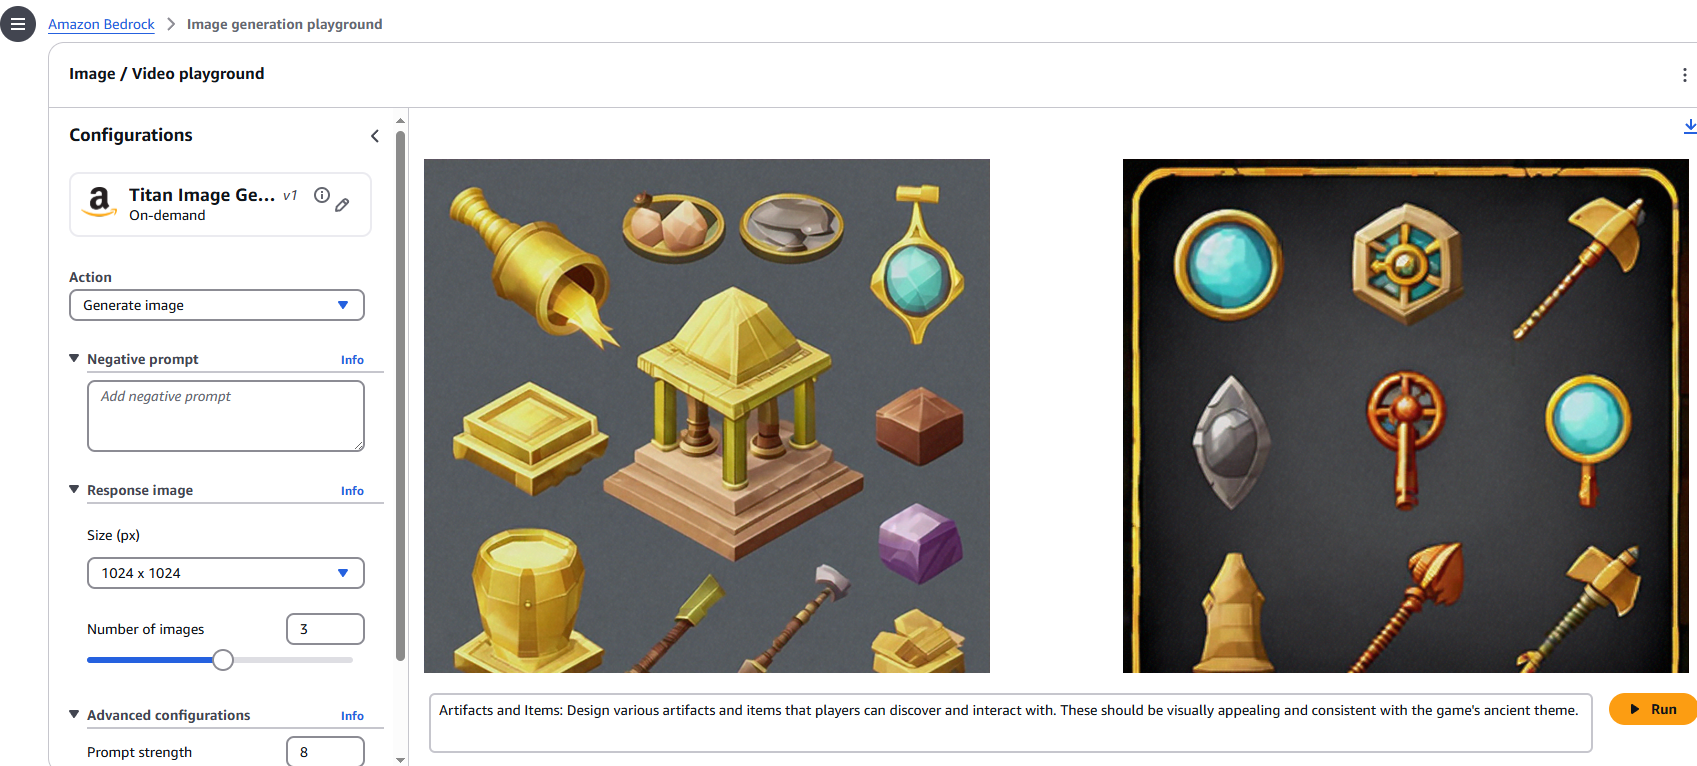 Amazon Bedrock > Image generation playground
Image / Video playground
Configurations
a
Titan Image Ge... v1
On-demand
Action
Generate image
Negative prompt Info
Add negative prompt
Response image Info
Size (px)
1024 x 1024
Number of images 3
Advanced configurations Info
Prompt strength 8
Artifacts and Items: Design various artifacts and items that players can discover and interact with. These should be visually appealing and consistent with the game's ancient theme.
Run